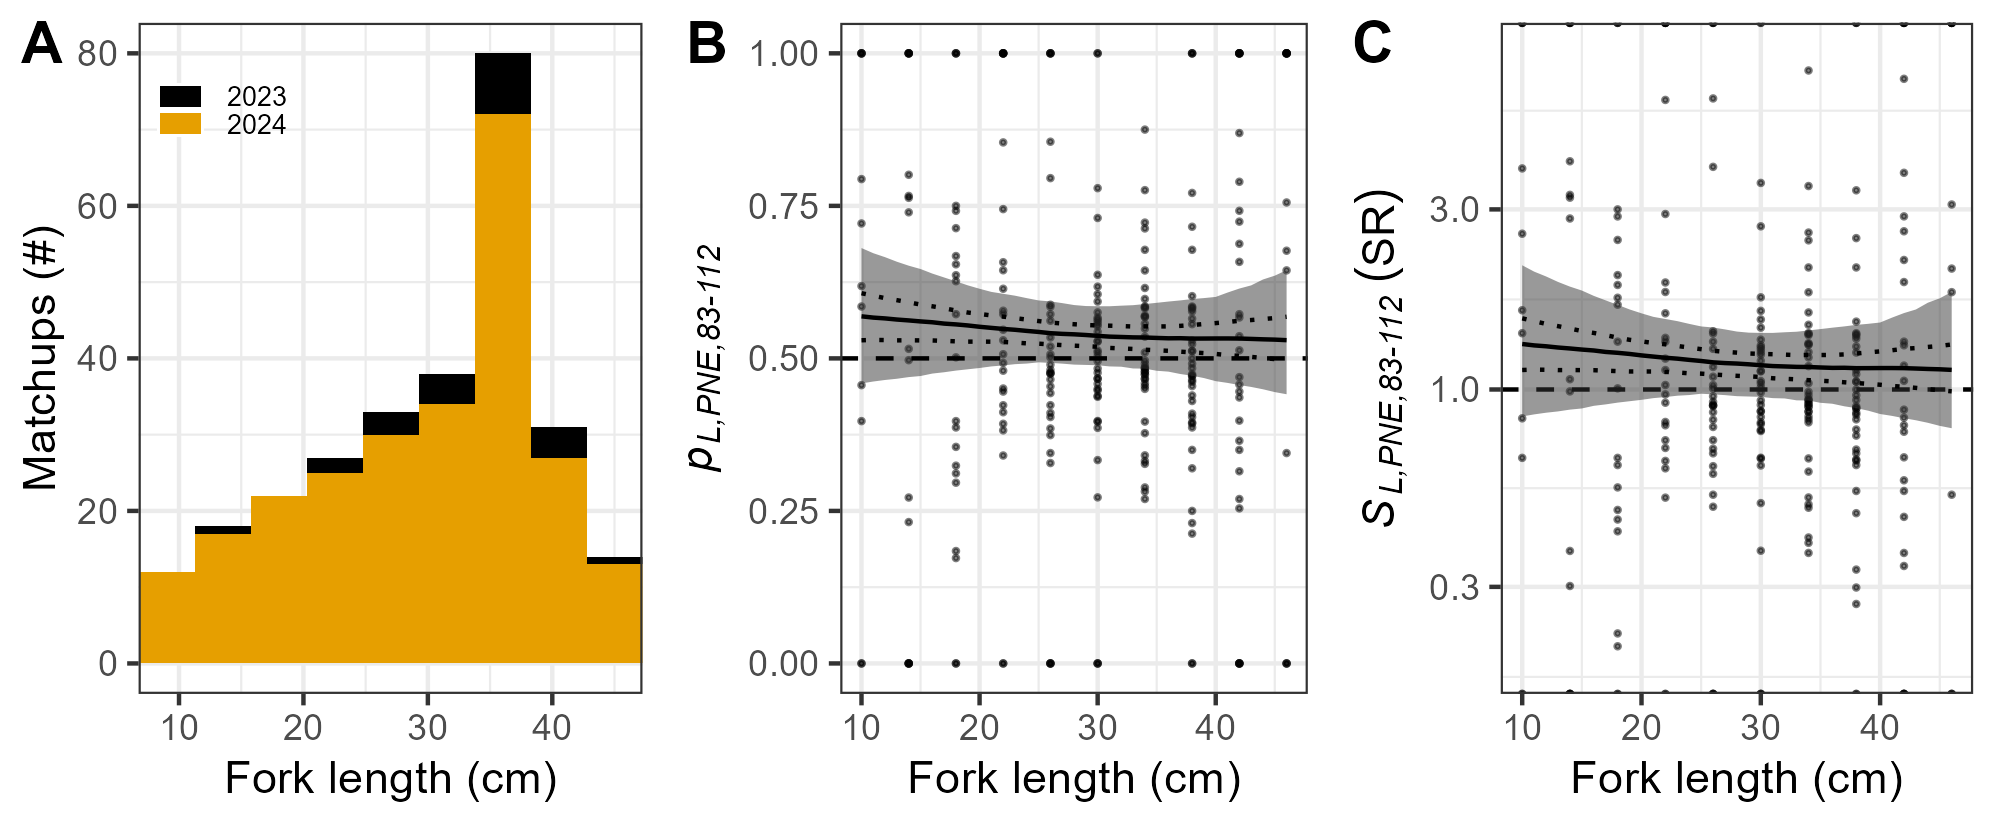 A
80
60
40
20
0
Matchups (#)
2023
2024
10 20 30 40
Fork length (cm)
B
1.00
0.75
0.50
0.25
0.00
pL,PNE,83-112
10 20 30 40
Fork length (cm)
C
3.0
1.0
0.3
SL,PNE,83-112 (SR)
10 20 30 40
Fork length (cm)